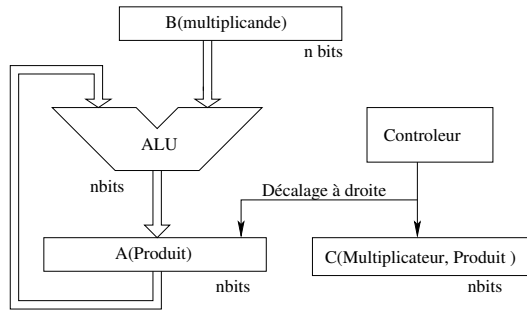 B(multiplicande)
n bits
ALU
Controleur
nbits
Décalage à droite
A(Produit)
C(Multiplicateur, Produit )
nbits
nbits